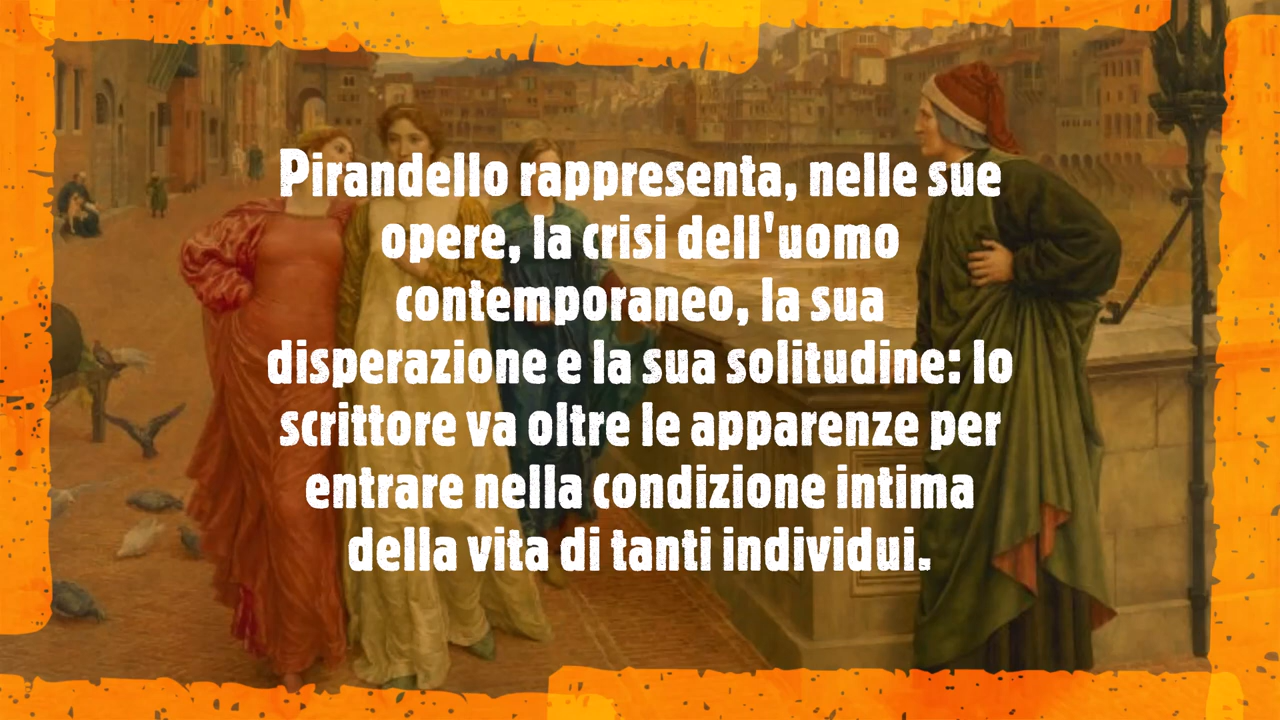 Pirandello rappresenta, nelle sue
opere, la crisi dell'uomo
contemporaneo, la sua
disperazione e la sua solitudine: lo
scrittore va oltre le apparenze per
entrare nella condizione intima
della vita di tanti individui.